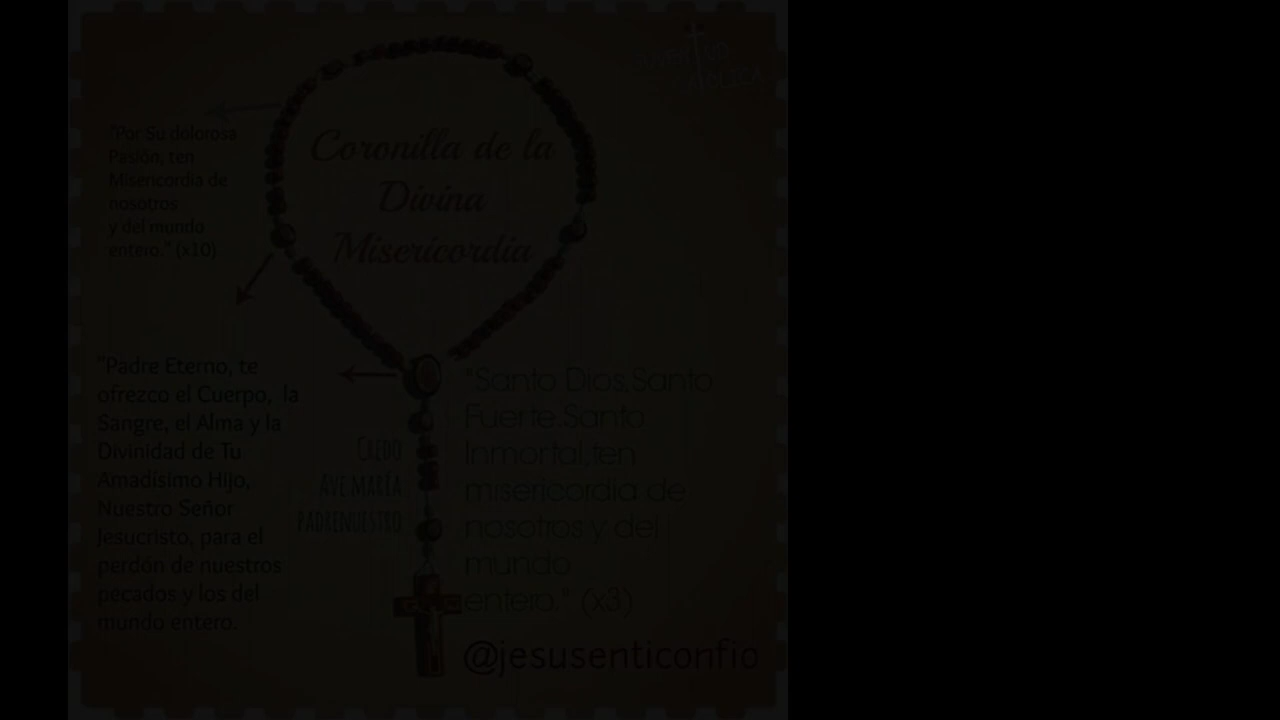 Coronilla de la
Divina
Misericordia
"Por Su dolorosa
Pasión, ten
Misericordia de
nosotros
y del mundo
entero." (x10)
"Padre Eterno, te
ofrezco el Cuerpo, la
Sangre, el Alma y la
Divinidad de Tu
Amadísimo Hijo,
Nuestro Señor
Jesucristo, para el
perdón de nuestros
pecados y los del
mundo entero.
CREDO
AVE.MARÍA
PADRENUESTRO
"Santo Dios,Santo
Fuerte,Santo
Inmortal,ten
misericordia de
nosotros y del
mundo
entero." (x3)
@jesusenticonfio